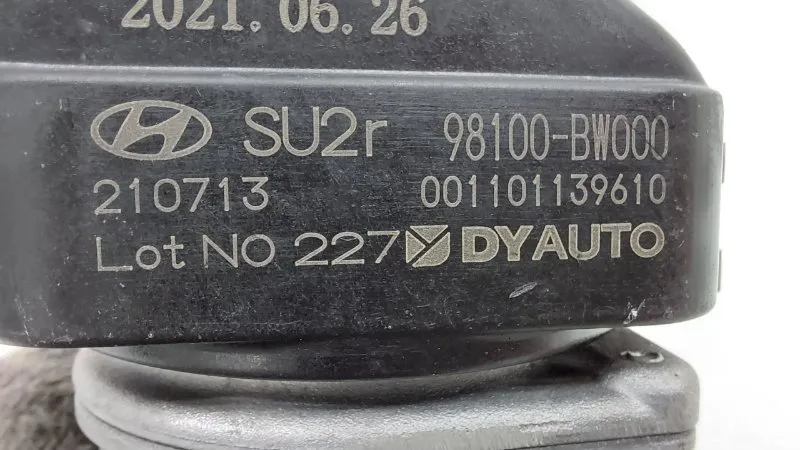 2021.06.26
SU2r 98100-BW000
210713 001101139610
Lot NO 227 DYAUTO